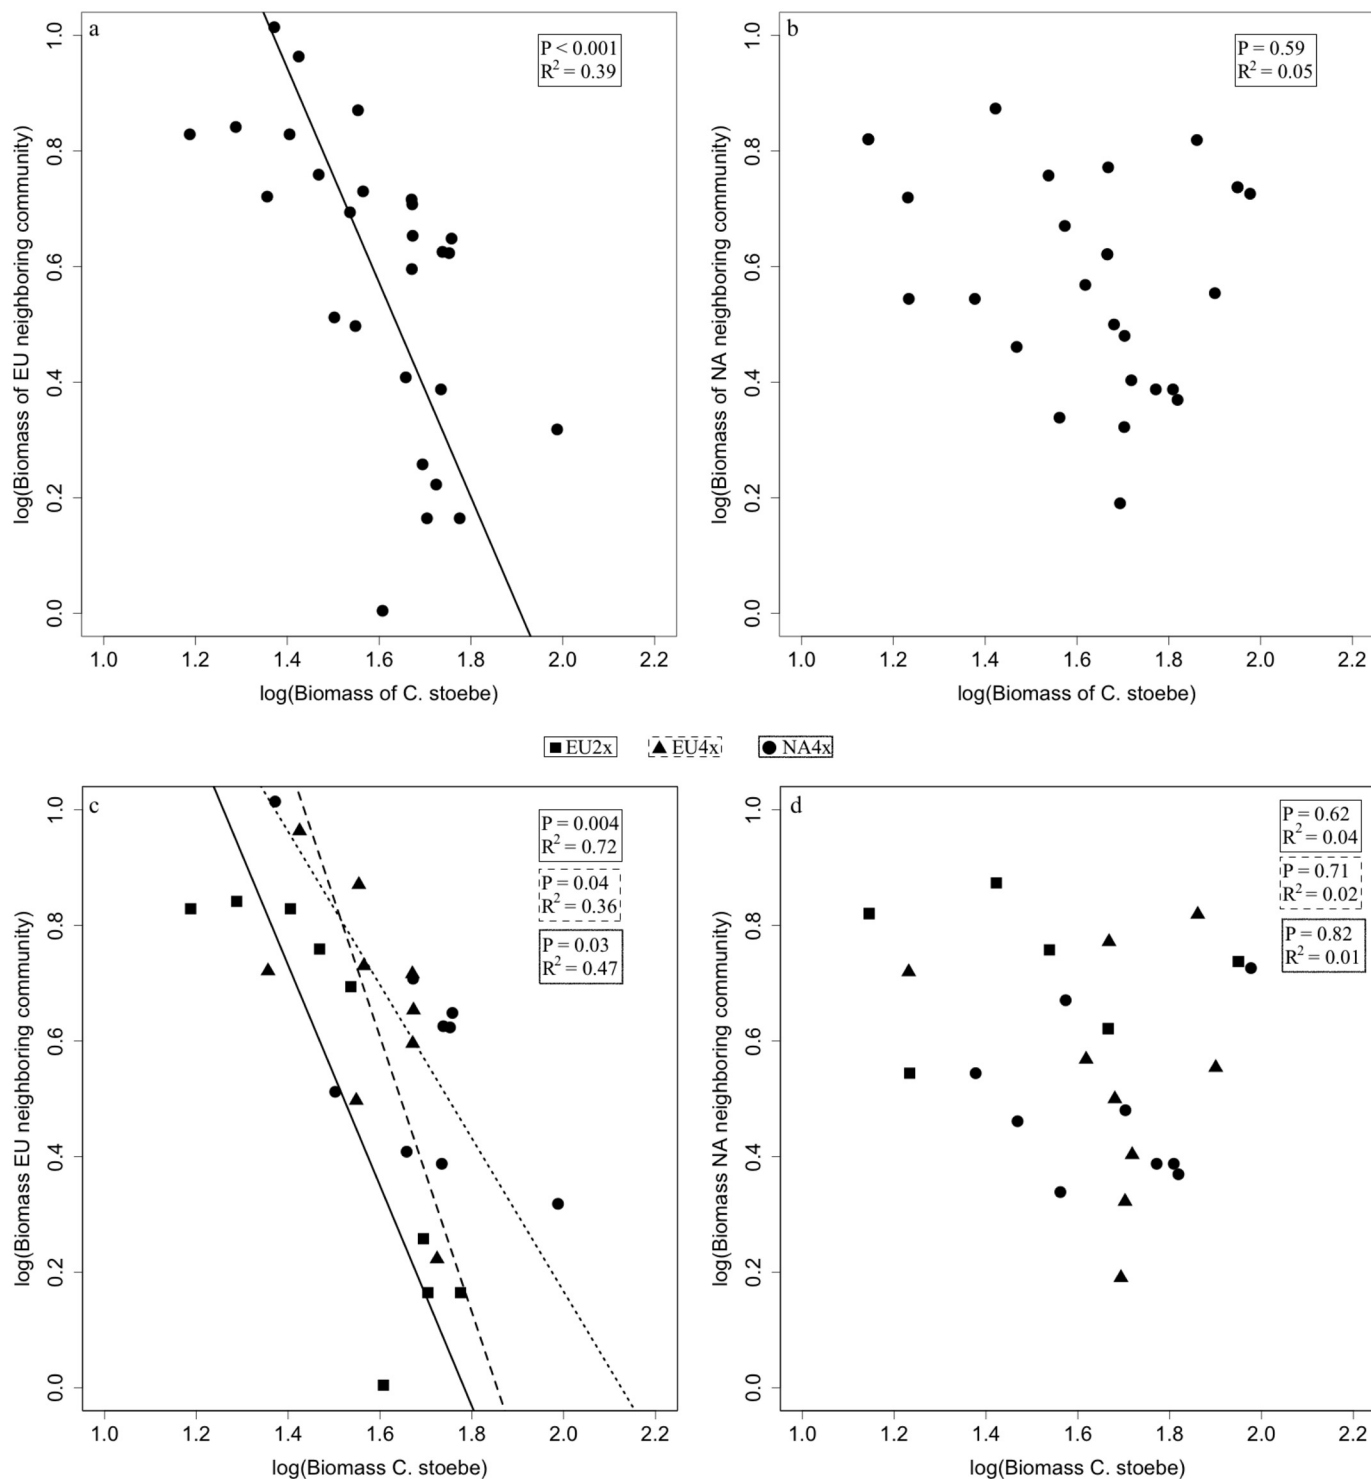 a
P < 0.001
R² = 0.39
log(Biomass of EU neighboring community)
0.0 0.2 0.4 0.6 0.8 1.0
1.0 1.2 1.4 1.6 1.8 2.0 2.2
log(Biomass of C. stoebe)
b
P = 0.59
R² = 0.05
log(Biomass of NA neighboring community)
0.0 0.2 0.4 0.6 0.8 1.0
1.0 1.2 1.4 1.6 1.8 2.0 2.2
log(Biomass of C. stoebe)
EU2x EU4x NA4x
c
P = 0.004
R² = 0.72
P = 0.04
R² = 0.36
P = 0.03
R² = 0.47
log(Biomass EU neighboring community)
0.0 0.2 0.4 0.6 0.8 1.0
1.0 1.2 1.4 1.6 1.8 2.0 2.2
log(Biomass C. stoebe)
d
P = 0.62
R² = 0.04
P = 0.71
R² = 0.02
P = 0.82
R² = 0.01
log(Biomass NA neighboring community)
0.0 0.2 0.4 0.6 0.8 1.0
1.0 1.2 1.4 1.6 1.8 2.0 2.2
log(Biomass C. stoebe)